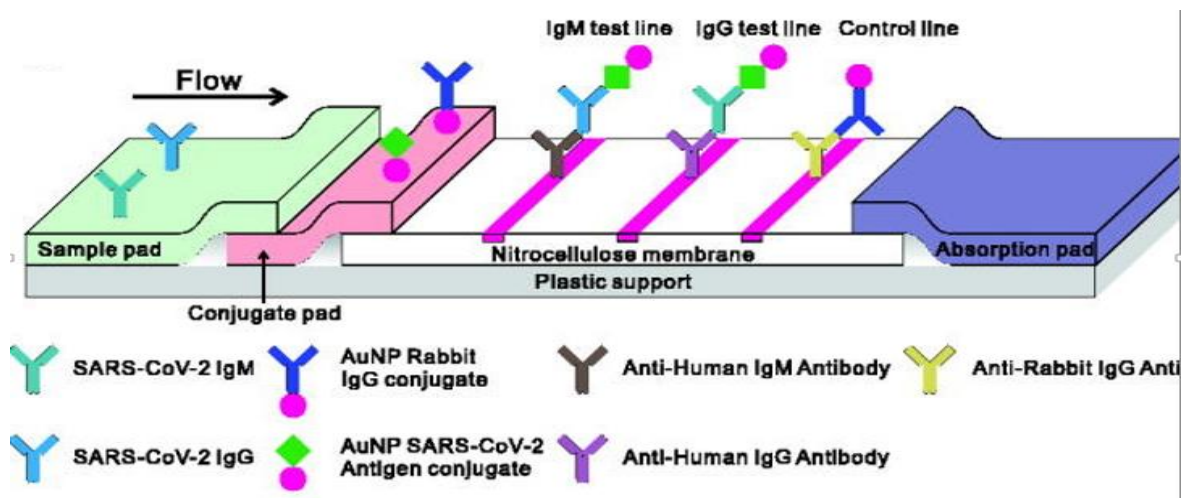 IgM test line
IgG test line
Control line
Flow
Sample pad
Nitrocellulose membrane
Absorption pad
Plastic support
Conjugate pad
SARS-CoV-2 IgM
AuNP Rabbit
IgG conjugate
Anti-Human IgM Antibody
Anti-Rabbit IgG Anti
SARS-CoV-2 IgG
AuNP SARS-CoV-2
Antigen conjugate
Anti-Human IgG Antibody